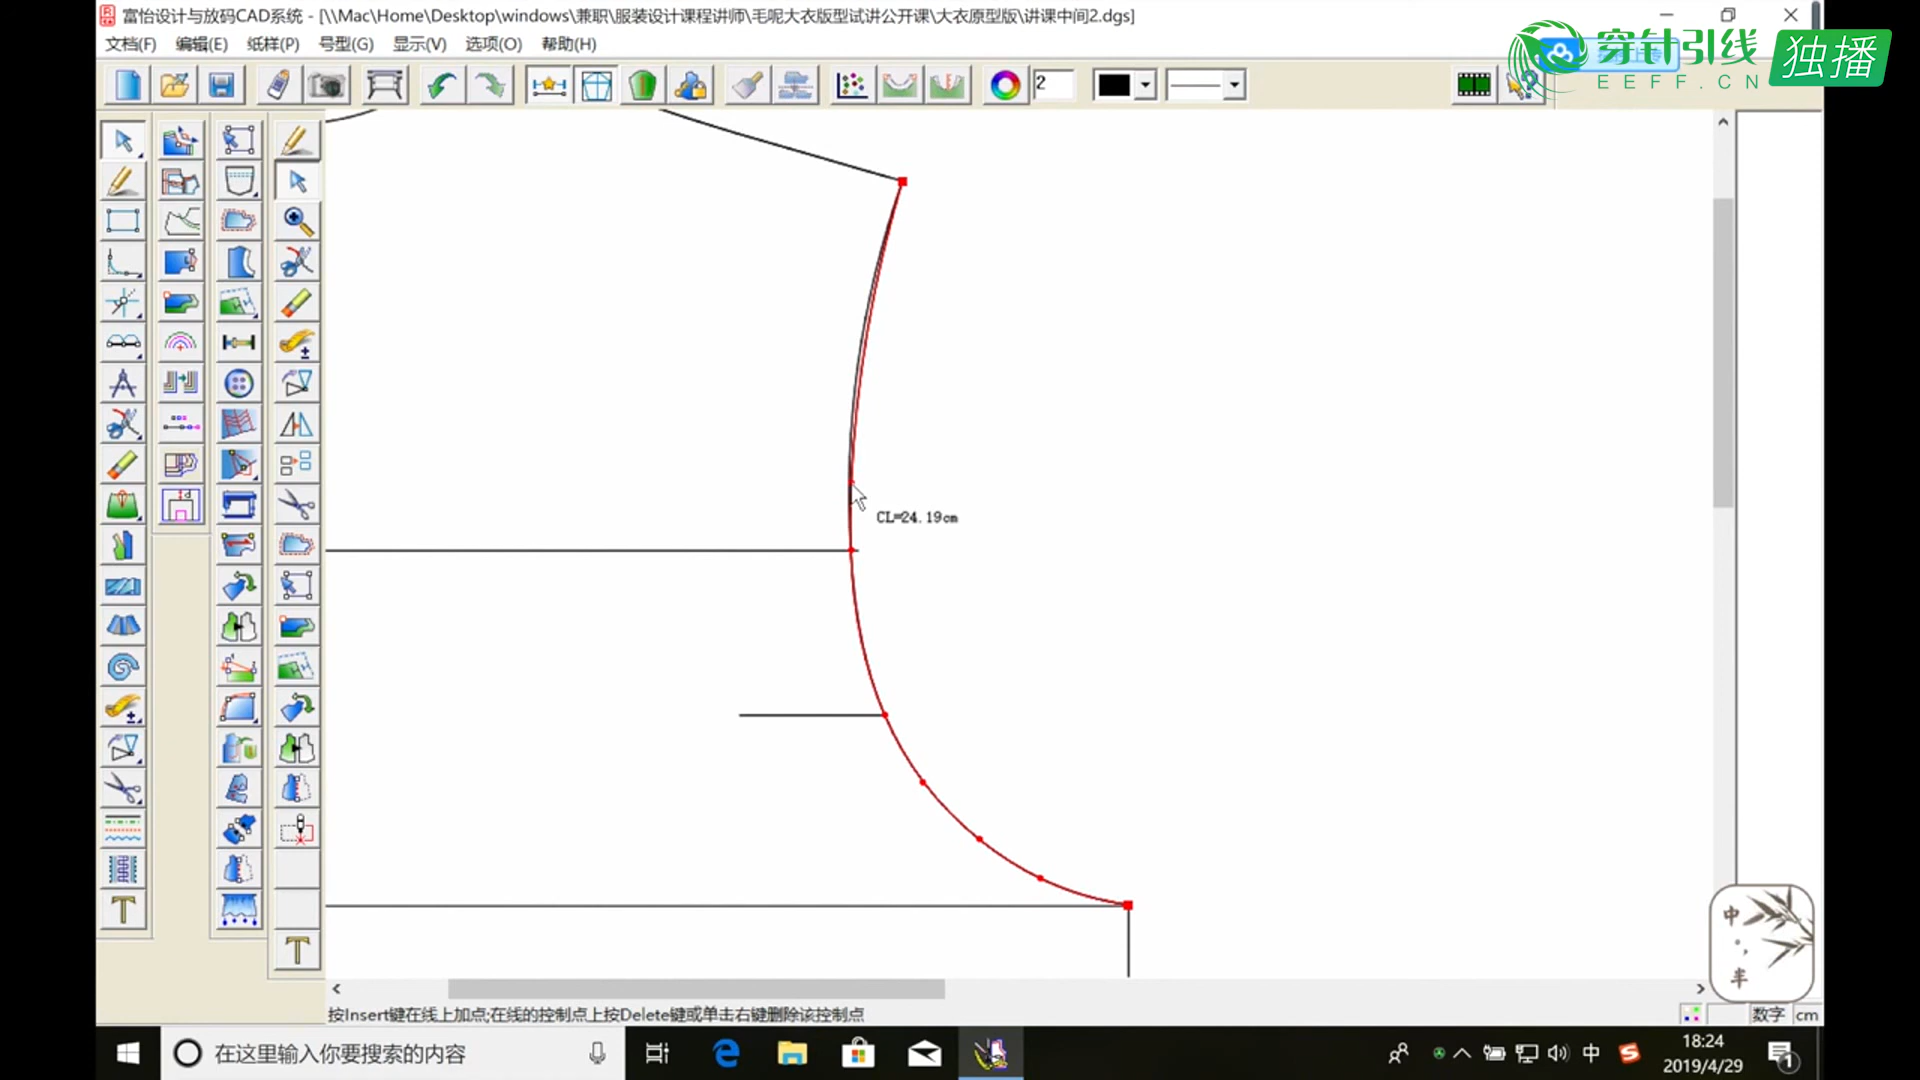 富怡设计与放码CAD系统 - [\\Mac\Home\Desktop\windows\兼职\服装设计课程讲师\毛呢大衣版型试讲公开课\大衣原型版\讲课中间2.dgs]
文档(F) 编辑(E) 纸样(P) 号型(G) 显示(V) 选项(O) 帮助(H)
穿针引线
EEFF.CN
独播
2
CL=24.19cm
中
半
按Insert键在线上加点;在线的控制点上按Delete键或单击右键删除该控制点
数字 cm
在这里输入你要搜索的内容
中
18:24
2019/4/29
1